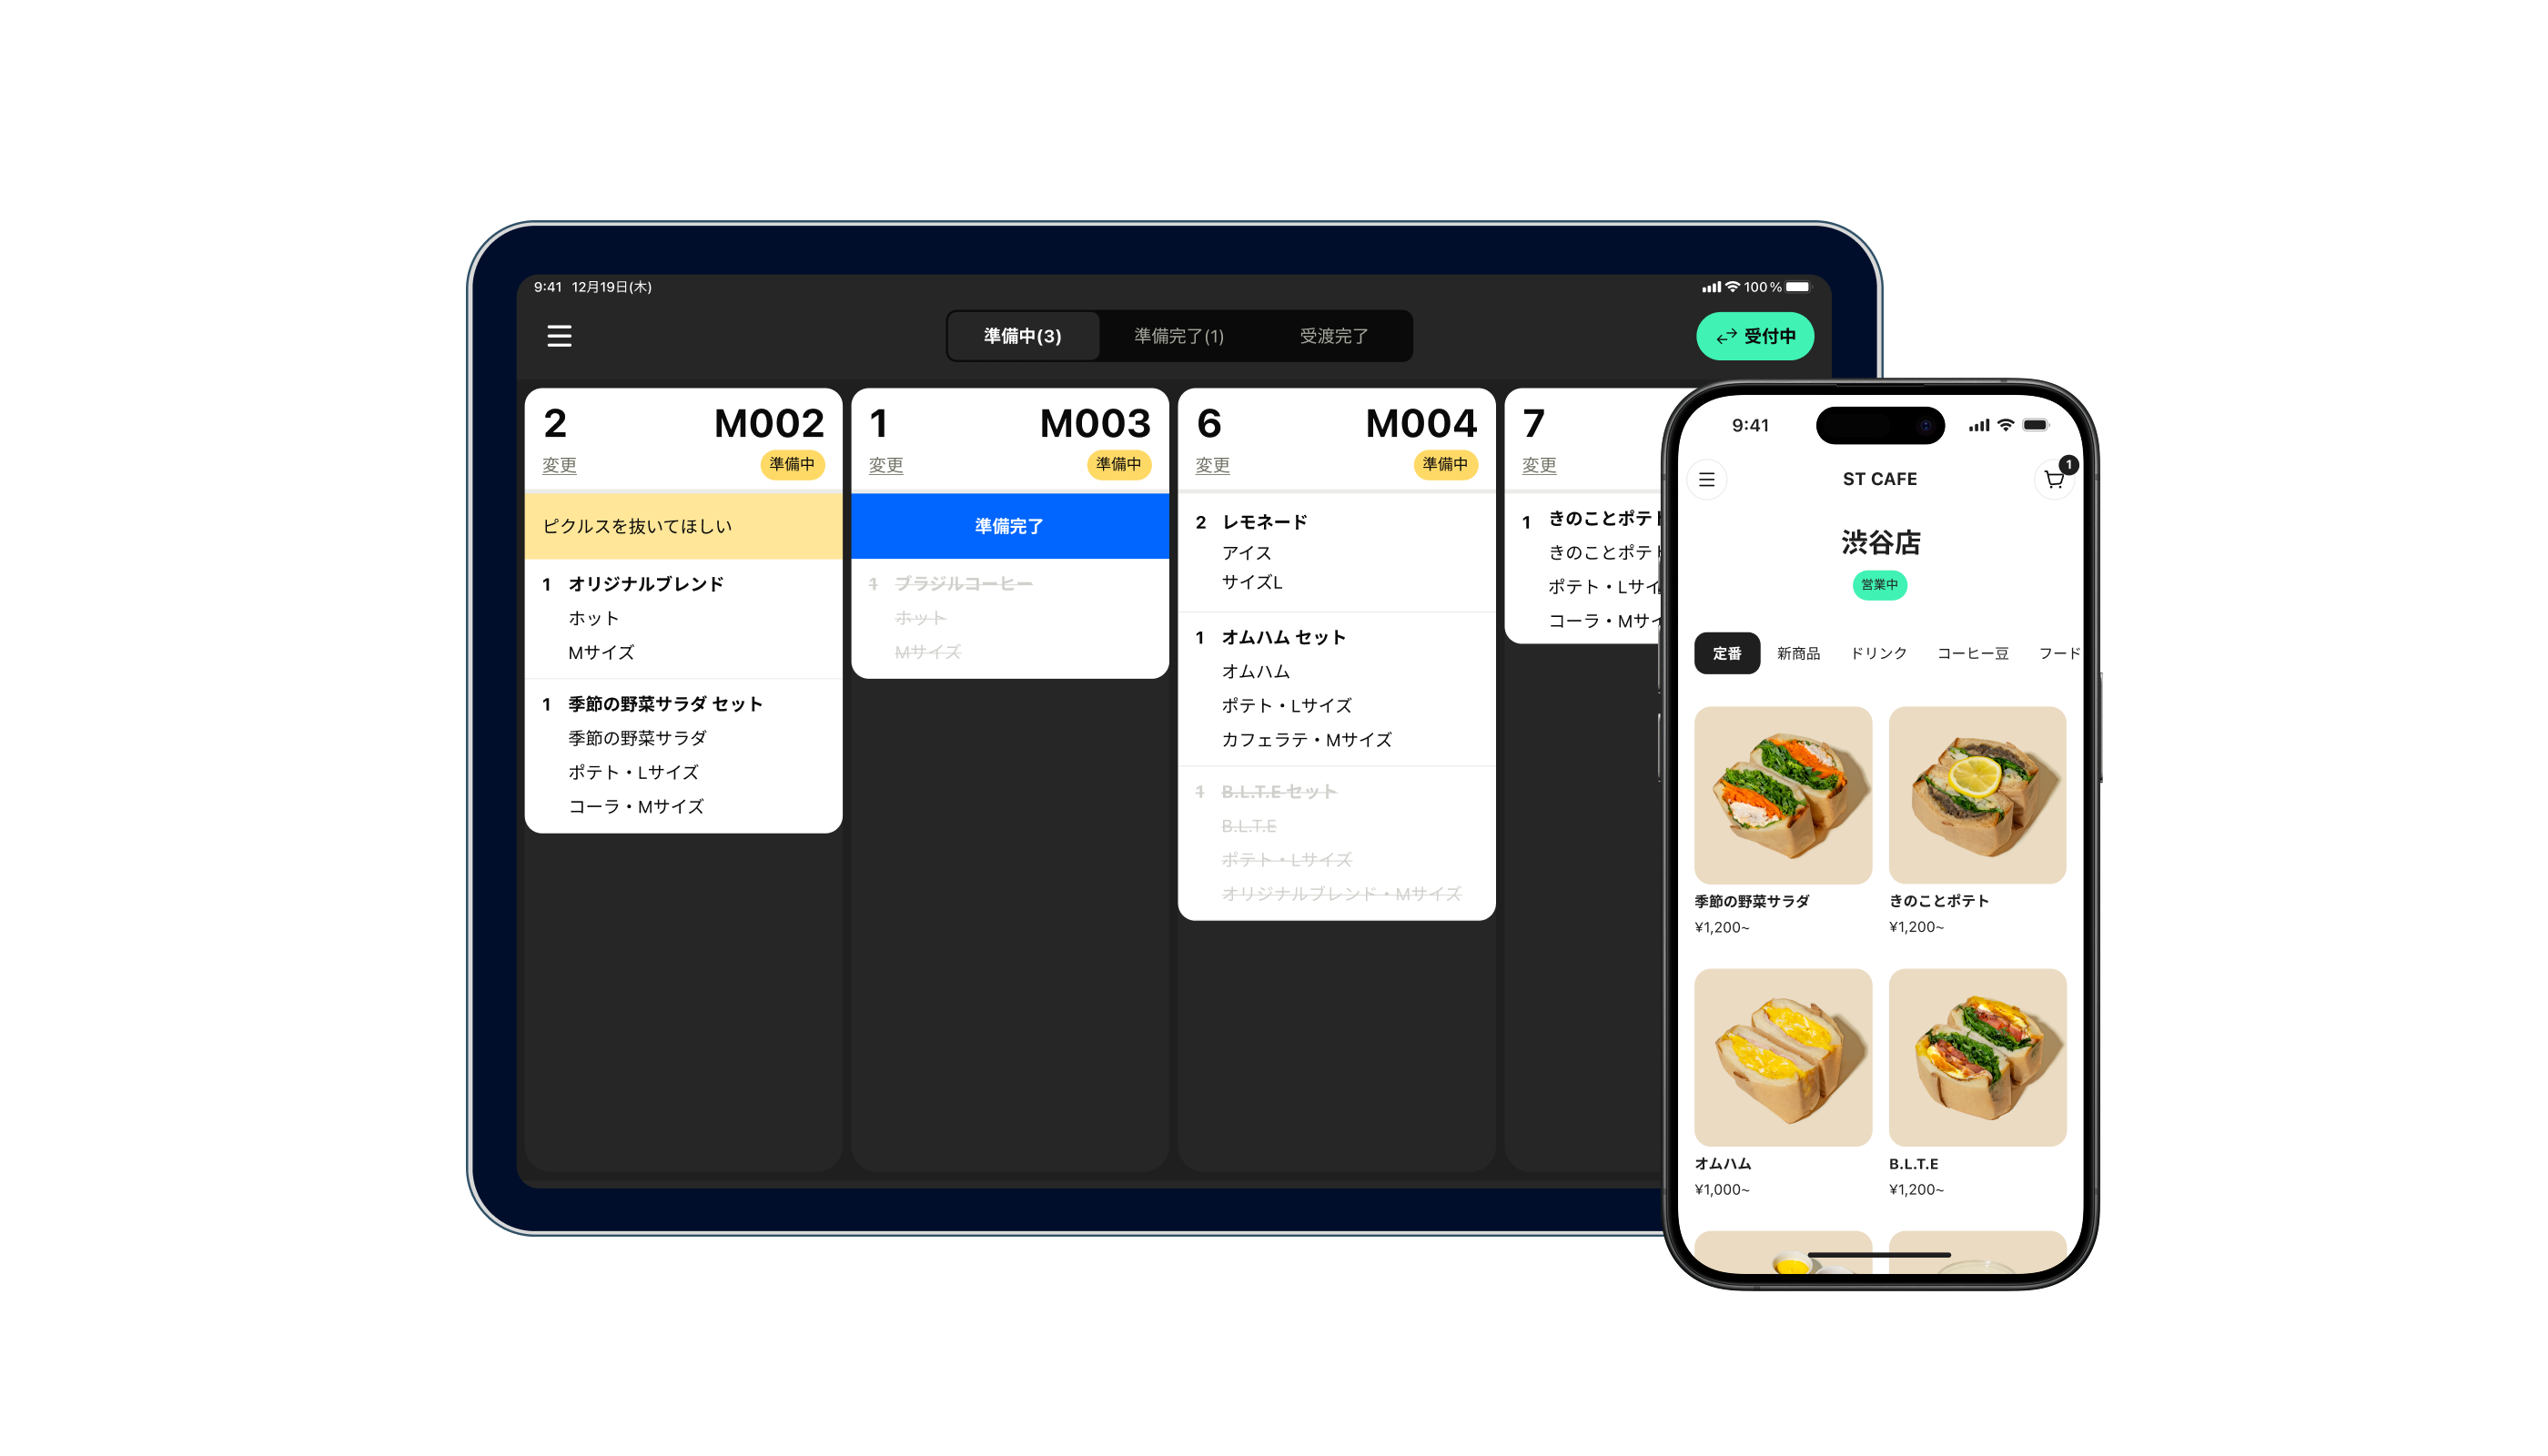 9:41 12月19日(木)
100%
準備中(3)
準備完了(1)
受渡完了
受付中
2
M002
変更
準備中
ピクルスを抜いてほしい
1 オリジナルブレンド
ホット
Mサイズ
1 季節の野菜サラダ セット
季節の野菜サラダ
ポテト・Lサイズ
コーラ・Mサイズ
1
M003
変更
準備中
準備完了
1 ブラジルコーヒー
ホット
Mサイズ
6
M004
変更
準備中
2 レモネード
アイス
サイズL
1 オムハム セット
オムハム
ポテト・Lサイズ
カフェラテ・Mサイズ
1 B.L.T.E セット
B.L.T.E
ポテト・Lサイズ
オリジナルブレンド・Mサイズ
7
変更
1 きのことポテ
きのことポテ
ポテト・Lサイ
コーラ・Mサ
9:41
ST CAFE
1
渋谷店
営業中
定番
新商品
ドリンク
コーヒー豆
フード
季節の野菜サラダ
¥1,200~
きのことポテト
¥1,200~
オムハム
¥1,000~
B.L.T.E
¥1,200~